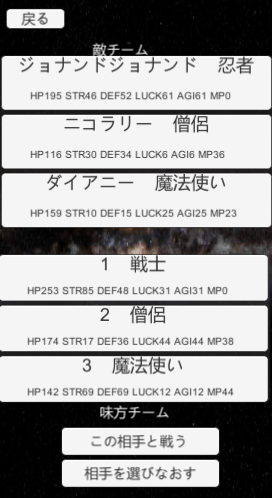 戻る
敵チーム
ジョナンドジョナンド　忍者
HP195 STR46 DEF52 LUCK61 AGI61 MP0
ニコラリー　僧侶
HP116 STR30 DEF34 LUCK6 AGI6 MP36
ダイアニー　魔法使い
HP159 STR10 DEF15 LUCK25 AGI25 MP23
1　戦士
HP253 STR85 DEF48 LUCK31 AGI31 MP0
2　僧侶
HP174 STR17 DEF36 LUCK44 AGI44 MP38
3　魔法使い
HP142 STR69 DEF69 LUCK12 AGI12 MP44
味方チーム
この相手と戦う
相手を選びなおす